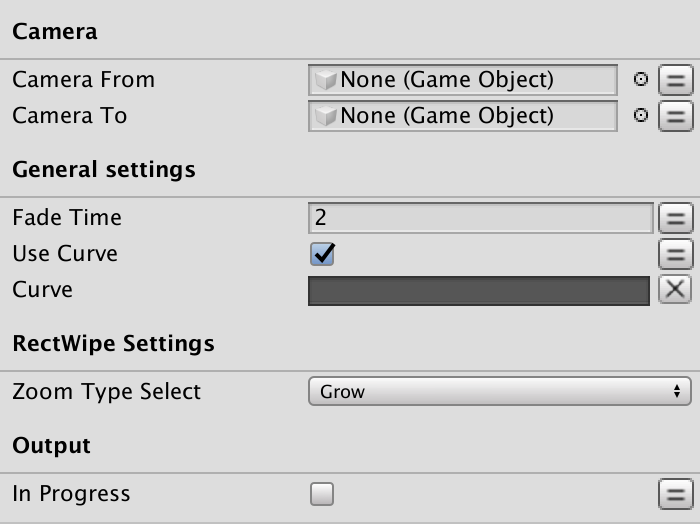 Camera
Camera From None (Game Object)
Camera To None (Game Object)
General settings
Fade Time 2
Use Curve
Curve
RectWipe Settings
Zoom Type Select Grow
Output
In Progress